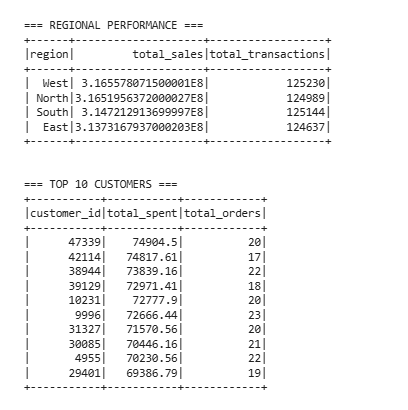 === REGIONAL PERFORMANCE ===
+------+--------------------+------------------+
|region|         total_sales|total_transactions|
+------+--------------------+------------------+
|  West| 3.165578071500001E8|            125230|
| North|3.1651956372000027E8|            124989|
| South| 3.147212913699997E8|            125144|
|  East|3.1373167937000203E8|            124637|
+------+--------------------+------------------+
=== TOP 10 CUSTOMERS ===
+-----------+-----------+------------+
|customer_id|total_spent|total_orders|
+-----------+-----------+------------+
|      47339|    74904.5|          20|
|      42114|   74817.61|          17|
|      38944|   73839.16|          22|
|      39129|   72971.41|          18|
|      10231|    72777.9|          20|
|       9996|   72666.44|          23|
|      31327|   71570.56|          20|
|      30085|   70446.16|          21|
|       4955|   70230.56|          22|
|      29401|   69386.79|          19|
+-----------+-----------+------------+